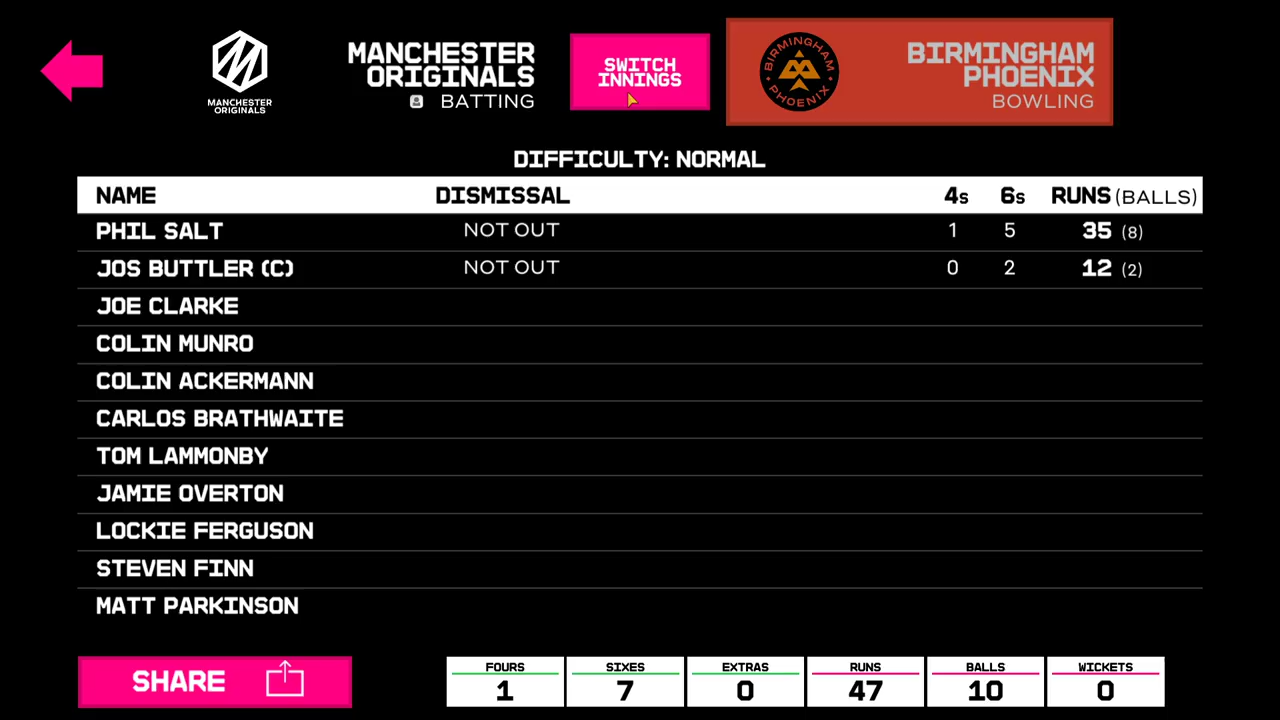 MANCHESTER
ORIGINALS
MANCHESTER
ORIGINALS
BATTING
SWITCH
INNINGS
BIRMINGHAM
PHOENIX
BIRMINGHAM
PHOENIX
BOWLING
DIFFICULTY: NORMAL
NAME DISMISSAL 4s 6s RUNS (BALLS)
PHIL SALT NOT OUT 1 5 35 (8)
JOS BUTTLER (C) NOT OUT 0 2 12 (2)
JOE CLARKE
COLIN MUNRO
COLIN ACKERMANN
CARLOS BRATHWAITE
TOM LAMMONBY
JAMIE OVERTON
LOCKIE FERGUSON
STEVEN FINN
MATT PARKINSON
SHARE
FOURS SIXES EXTRAS RUNS BALLS WICKETS
1 7 0 47 10 0